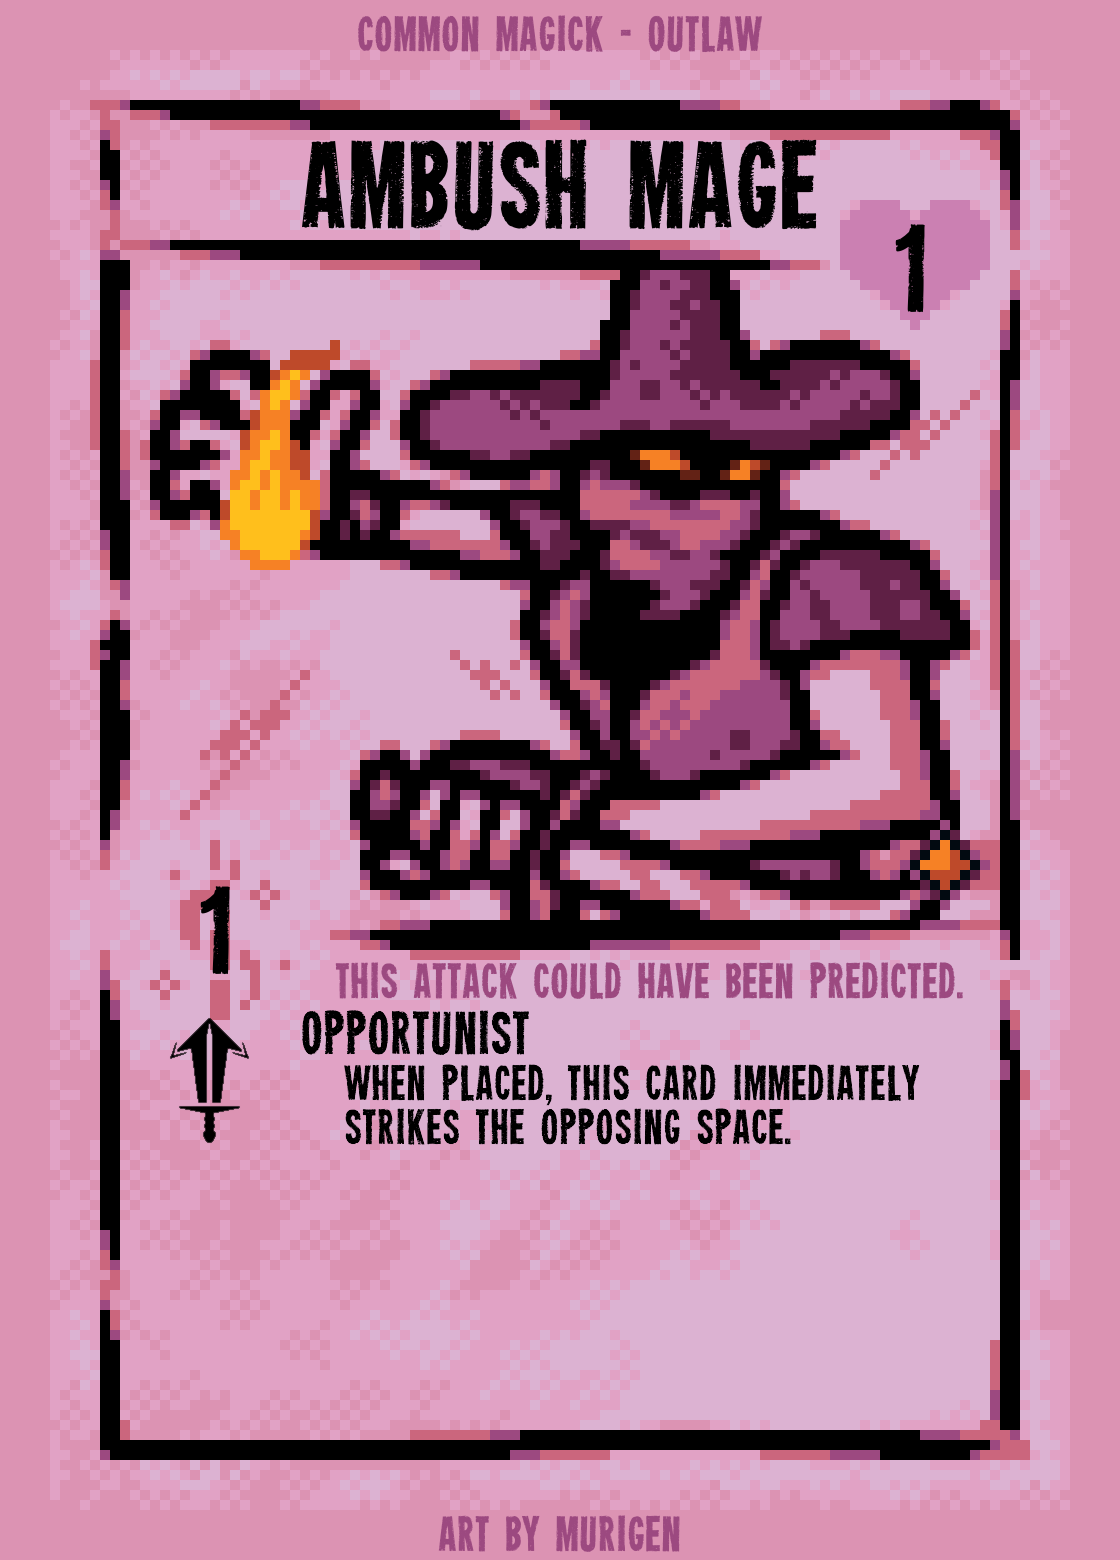 COMMON MAGICK - OUTLAW
AMBUSH MAGE
1
1
THIS ATTACK COULD HAVE BEEN PREDICTED.
OPPORTUNIST
WHEN PLACED, THIS CARD IMMEDIATELY
STRIKES THE OPPOSING SPACE.
ART BY MURIGEN